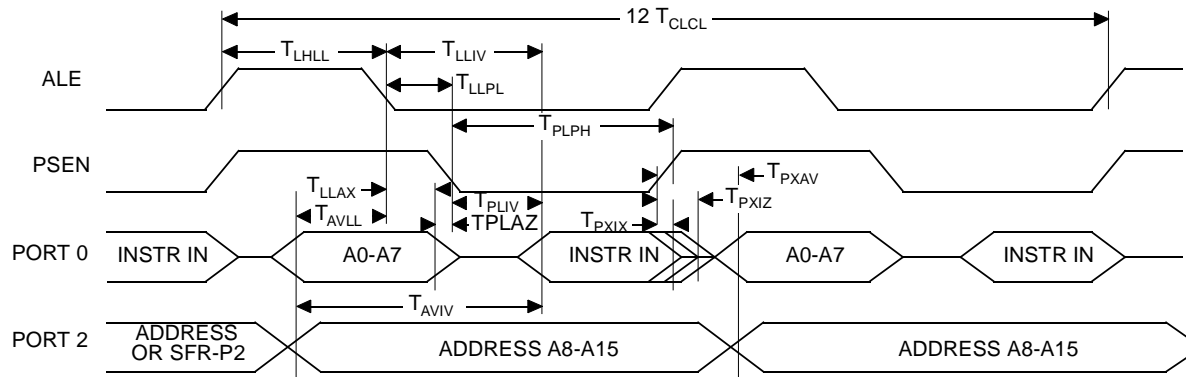 12 TCLCL
TLHLL TLLIV
ALE
TLLPL
TPLPH
PSEN
TPXAV
TLLAX
TPLIV TPXIZ
TAVLL
TPLAZ TPXIX
PORT 0 INSTR IN A0-A7 INSTR IN A0-A7 INSTR IN
TAVIV
ADDRESS
PORT 2 OR SFR-P2 ADDRESS A8-A15 ADDRESS A8-A15